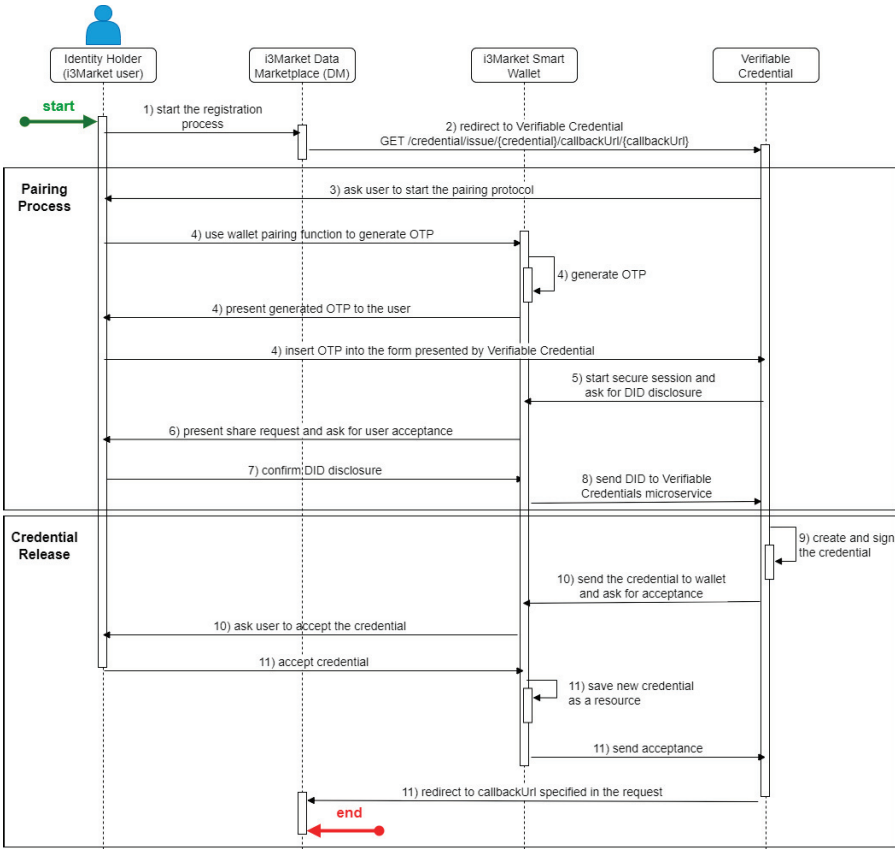 Identity Holder
(i3Market user)
i3Market Data
Marketplace (DM)
i3Market Smart
Wallet
Verifiable
Credential
start
1) start the registration
process
2) redirect to Verifiable Credential
GET /credential/issue/{credential}/callbackUrl/{callbackUrl}
Pairing
Process
3) ask user to start the pairing protocol
4) use wallet pairing function to generate OTP
4) generate OTP
4) present generated OTP to the user
4) insert OTP into the form presented by Verifiable Credential
5) start secure session and
ask for DID disclosure
6) present share request and ask for user acceptance
7) confirm DID disclosure
8) send DID to Verifiable
Credentials microservice
Credential
Release
9) create and sign
the credential
10) send the credential to wallet
and ask for acceptance
10) ask user to accept the credential
11) accept credential
11) save new credential
as a resource
11) send acceptance
11) redirect to callbackUrl specified in the request
end